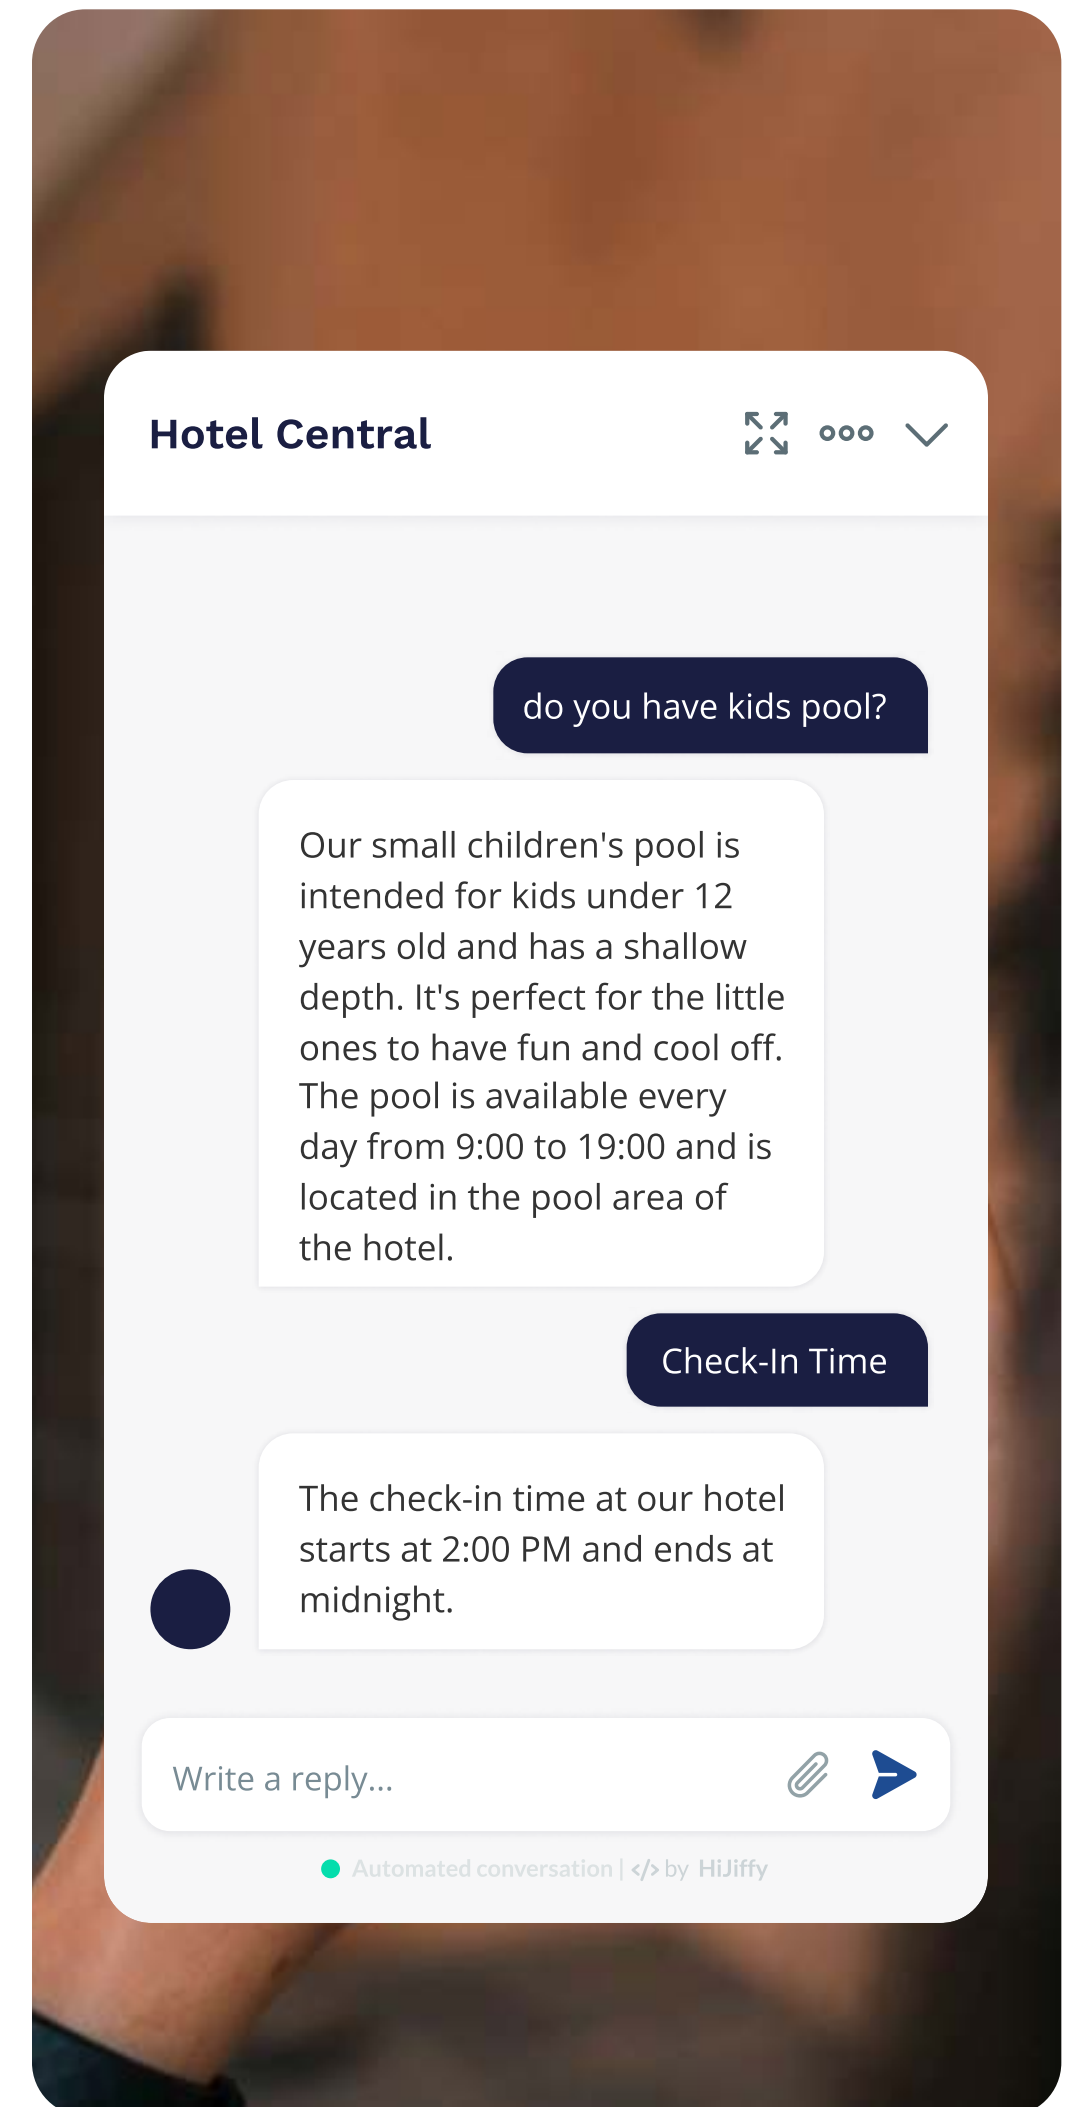 Hotel Central
do you have kids pool?
Our small children's pool is
intended for kids under 12
years old and has a shallow
depth. It's perfect for the little
ones to have fun and cool off.
The pool is available every
day from 9:00 to 19:00 and is
located in the pool area of
the hotel.
Check-In Time
The check-in time at our hotel
starts at 2:00 PM and ends at
midnight.
Write a reply...
Automated conversation | </> by HiJiffy